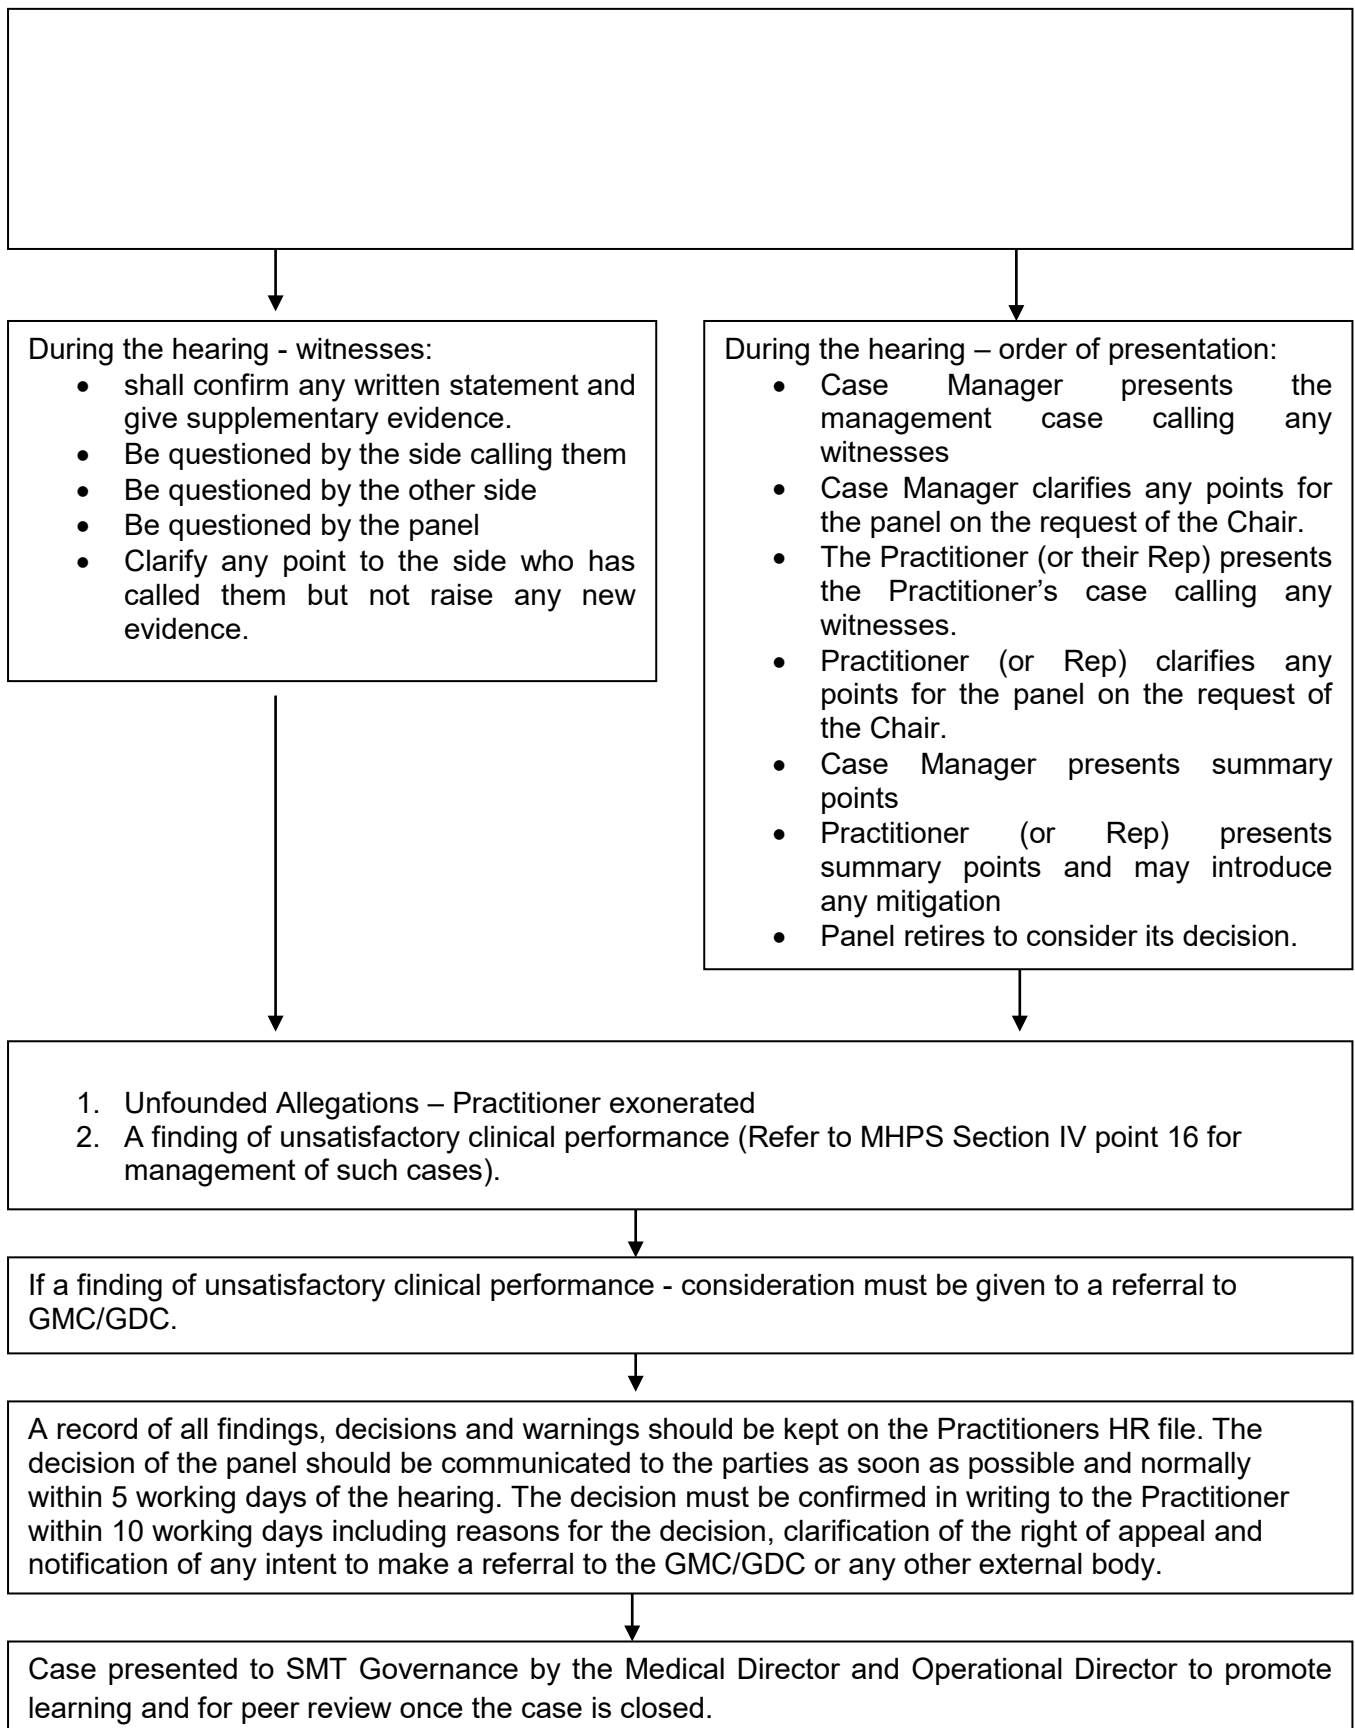 During the hearing - witnesses:
• shall confirm any written statement and
give supplementary evidence.
• Be questioned by the side calling them
• Be questioned by the other side
• Be questioned by the panel
• Clarify any point to the side who has
called them but not raise any new
evidence.
During the hearing – order of presentation:
• Case Manager presents the
management case calling any
witnesses
• Case Manager clarifies any points for
the panel on the request of the Chair.
• The Practitioner (or their Rep) presents
the Practitioner’s case calling any
witnesses.
• Practitioner (or Rep) clarifies any
points for the panel on the request of
the Chair.
• Case Manager presents summary
points
• Practitioner (or Rep) presents
summary points and may introduce
any mitigation
• Panel retires to consider its decision.
1. Unfounded Allegations – Practitioner exonerated
2. A finding of unsatisfactory clinical performance (Refer to MHPS Section IV point 16 for
management of such cases).
If a finding of unsatisfactory clinical performance - consideration must be given to a referral to
GMC/GDC.
A record of all findings, decisions and warnings should be kept on the Practitioners HR file. The
decision of the panel should be communicated to the parties as soon as possible and normally
within 5 working days of the hearing. The decision must be confirmed in writing to the Practitioner
within 10 working days including reasons for the decision, clarification of the right of appeal and
notification of any intent to make a referral to the GMC/GDC or any other external body.
Case presented to SMT Governance by the Medical Director and Operational Director to promote
learning and for peer review once the case is closed.